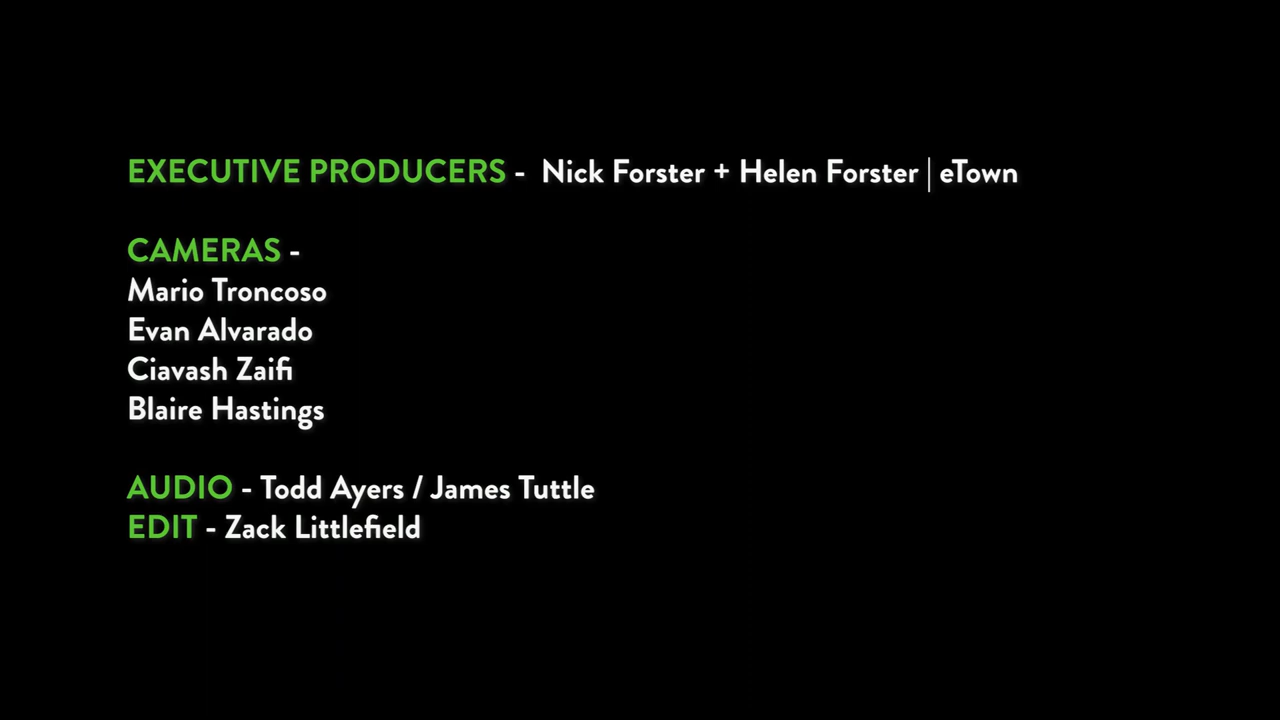 EXECUTIVE PRODUCERS - Nick Forster + Helen Forster | eTown
CAMERAS -
Mario Troncoso
Evan Alvarado
Ciavash Zaifi
Blaire Hastings
AUDIO - Todd Ayers / James Tuttle
EDIT - Zack Littlefield